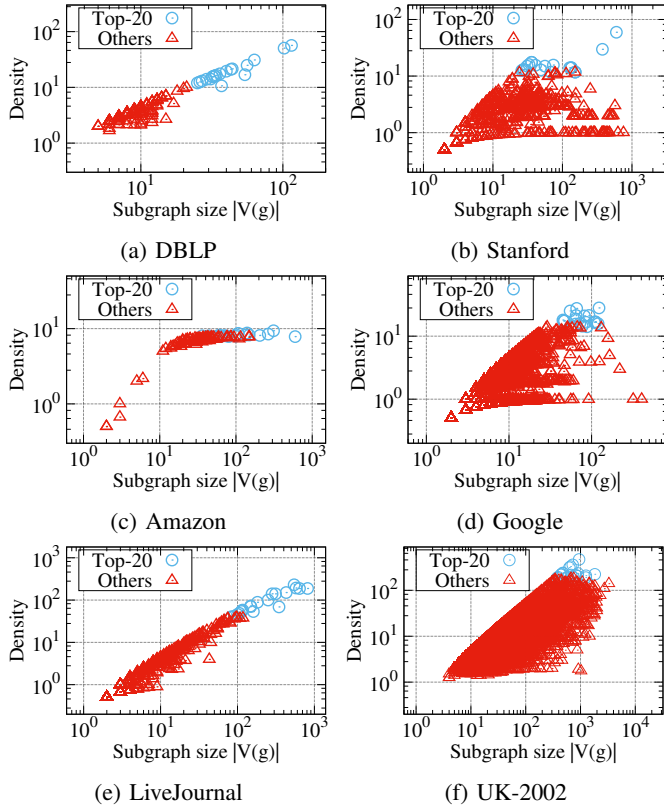 Top-20
Others
10^2
10^1
10^0
Density
10^1
10^2
Subgraph size |V(g)|
(a) DBLP
Top-20
Others
10^2
10^1
10^0
Density
10^0
10^1
10^2
10^3
Subgraph size |V(g)|
(b) Stanford
Top-20
Others
10^1
10^0
Density
10^0
10^1
10^2
10^3
Subgraph size |V(g)|
(c) Amazon
Top-20
Others
10^1
10^0
Density
10^0
10^1
10^2
Subgraph size |V(g)|
(d) Google
Top-20
Others
10^3
10^2
10^1
10^0
Density
10^0
10^1
10^2
10^3
Subgraph size |V(g)|
(e) LiveJournal
Top-20
Others
10^2
10^1
10^0
Density
10^0
10^1
10^2
10^3
10^4
Subgraph size |V(g)|
(f) UK-2002